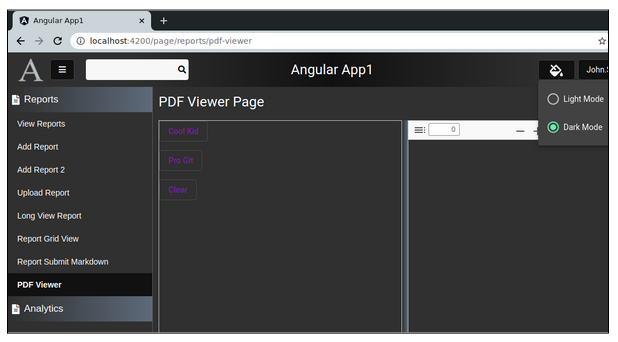 Angular App1
localhost:4200/page/reports/pdf-viewer
A
Angular App1
John.
Reports
PDF Viewer Page
Light Mode
Dark Mode
View Reports
Add Report
Add Report 2
Upload Report
Long View Report
Report Grid View
Report Submit Markdown
PDF Viewer
Analytics
Cool Kid
Pro Git
Clear
0